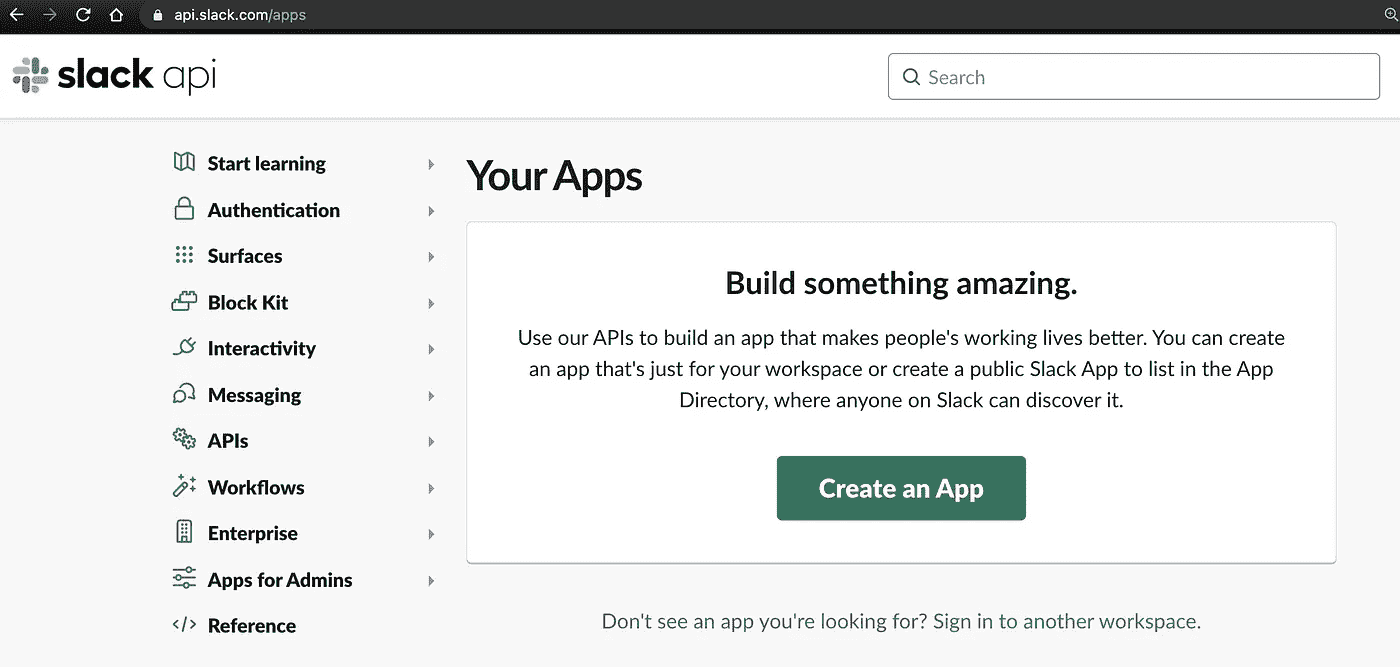 api.slack.com/apps
slack api
Search
Start learning
Authentication
Surfaces
Block Kit
Interactivity
Messaging
APIs
Workflows
Enterprise
Apps for Admins
</> Reference
Your Apps
Build something amazing.
Use our APIs to build an app that makes people's working lives better. You can create
an app that's just for your workspace or create a public Slack App to list in the App
Directory, where anyone on Slack can discover it.
Create an App
Don't see an app you're looking for? Sign in to another workspace.